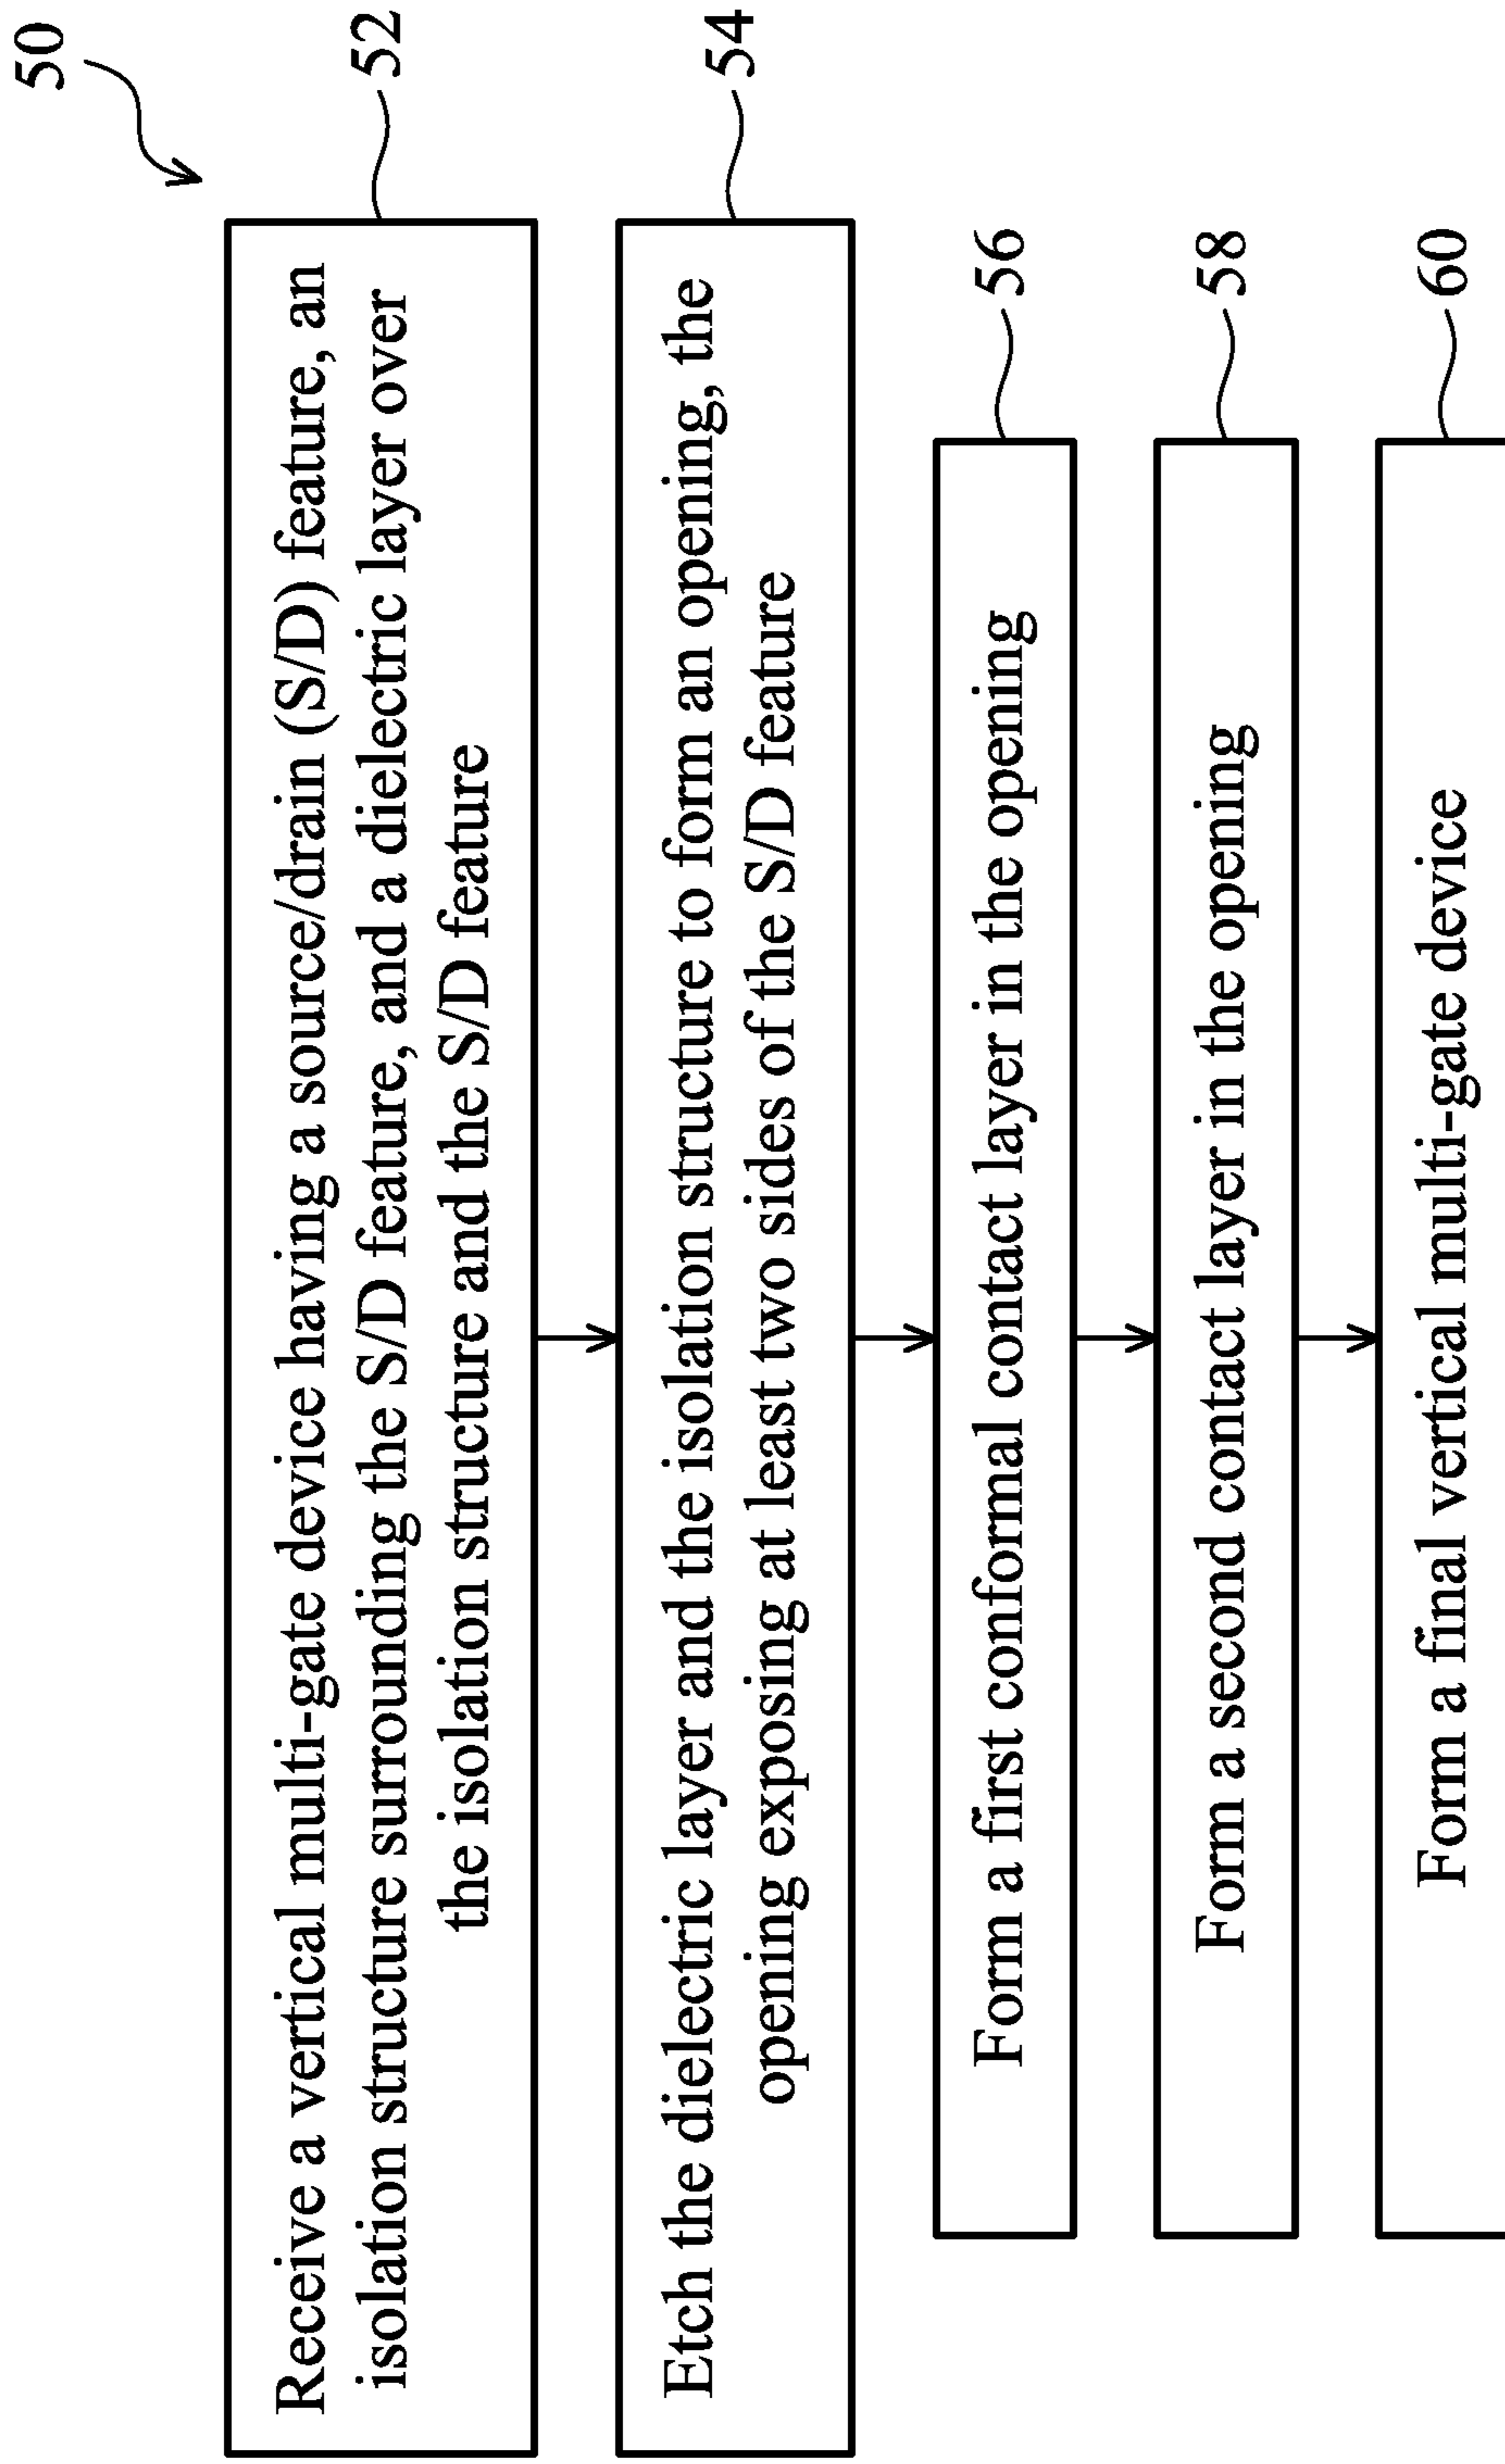 50
Receive a vertical multi-gate device having a source/drain (S/D) feature, an
isolation structure surrounding the S/D feature, and a dielectric layer over
the isolation structure and the S/D feature
52
Etch the dielectric layer and the isolation structure to form an opening, the
opening exposing at least two sides of the S/D feature
54
Form a first conformal contact layer in the opening
56
Form a second contact layer in the opening
58
Form a final vertical multi-gate device
60